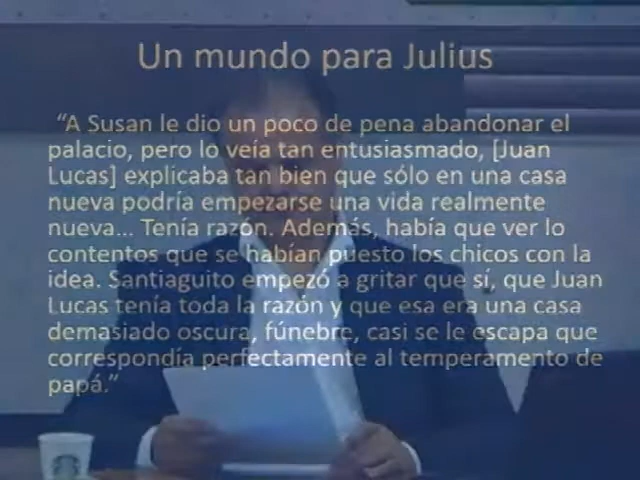 Un mundo para Julius
“A Susan le dio un poco de pena abandonar el
palacio, pero lo veía tan entusiasmado, [Juan
Lucas] explicaba tan bien que sólo en una casa
nueva podría empezarse una vida realmente
nueva... Tenía razón. Además, había que ver lo
contentos que se habían puesto los chicos con la
idea. Santiaguito empezó a gritar que sí, que Juan
Lucas tenía toda la razón y que esa era una casa
demasiado oscura, fúnebre, casi se le escapa que
correspondía perfectamente al temperamento de
papá.”